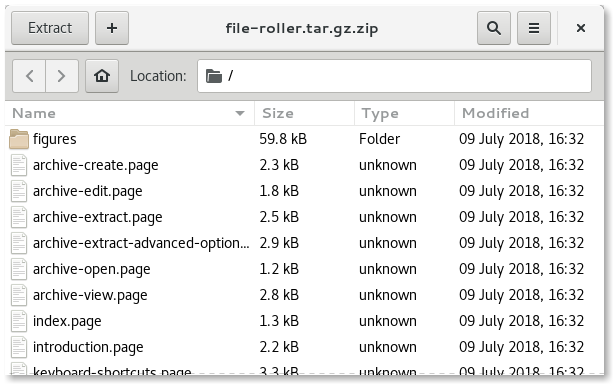 Extract + file-roller.tar.gz.zip
Location: /
Name Size Type Modified
figures 59.8 kB Folder 09 July 2018, 16:32
archive-create.page 2.3 kB unknown 09 July 2018, 16:32
archive-edit.page 1.8 kB unknown 09 July 2018, 16:32
archive-extract.page 2.5 kB unknown 09 July 2018, 16:32
archive-extract-advanced-option... 2.9 kB unknown 09 July 2018, 16:32
archive-open.page 1.2 kB unknown 09 July 2018, 16:32
archive-view.page 2.8 kB unknown 09 July 2018, 16:32
index.page 1.3 kB unknown 09 July 2018, 16:32
introduction.page 2.2 kB unknown 09 July 2018, 16:32
keyboard-shortcuts.page 3.3 kB unknown 09 July 2018, 16:32